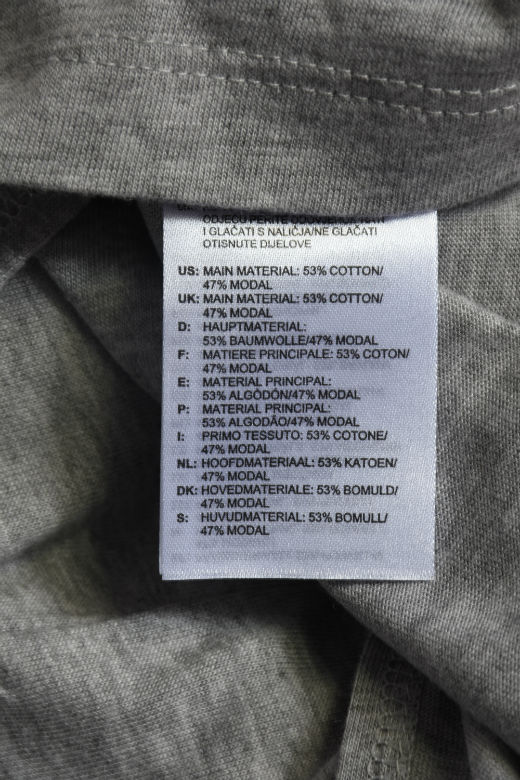 ODJEĆU PERITE
I GLAČATI S NALIČJA/NE GLAČATI
OTISNUTE DIJELOVE
US: MAIN MATERIAL: 53% COTTON/
47% MODAL
UK: MAIN MATERIAL: 53% COTTON/
47% MODAL
D: HAUPTMATERIAL:
53% BAUMWOLLE/47% MODAL
F: MATIERE PRINCIPALE: 53% COTON/
47% MODAL
E: MATERIAL PRINCIPAL:
53% ALGODÓN/47% MODAL
P: MATERIAL PRINCIPAL:
53% ALGODÃO/47% MODAL
I: PRIMO TESSUTO: 53% COTONE/
47% MODAL
NL: HOOFDMATERIAAL: 53% KATOEN/
47% MODAL
DK: HOVEDMATERIALE: 53% BOMULD/
47% MODAL
S: HUVUDMATERIAL: 53% BOMULL/
47% MODAL